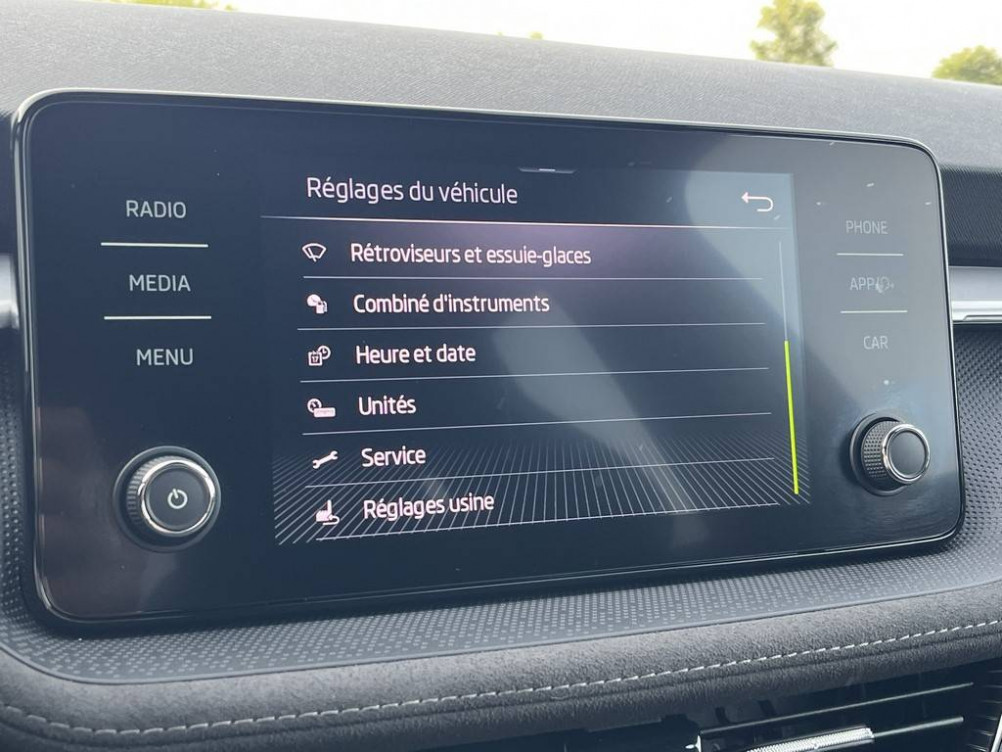 Réglages du véhicule
RADIO
MEDIA
MENU
Rétroviseurs et essuie-glaces
Combiné d'instruments
Heure et date
Unités
Service
Réglages usine
PHONE
APP
CAR